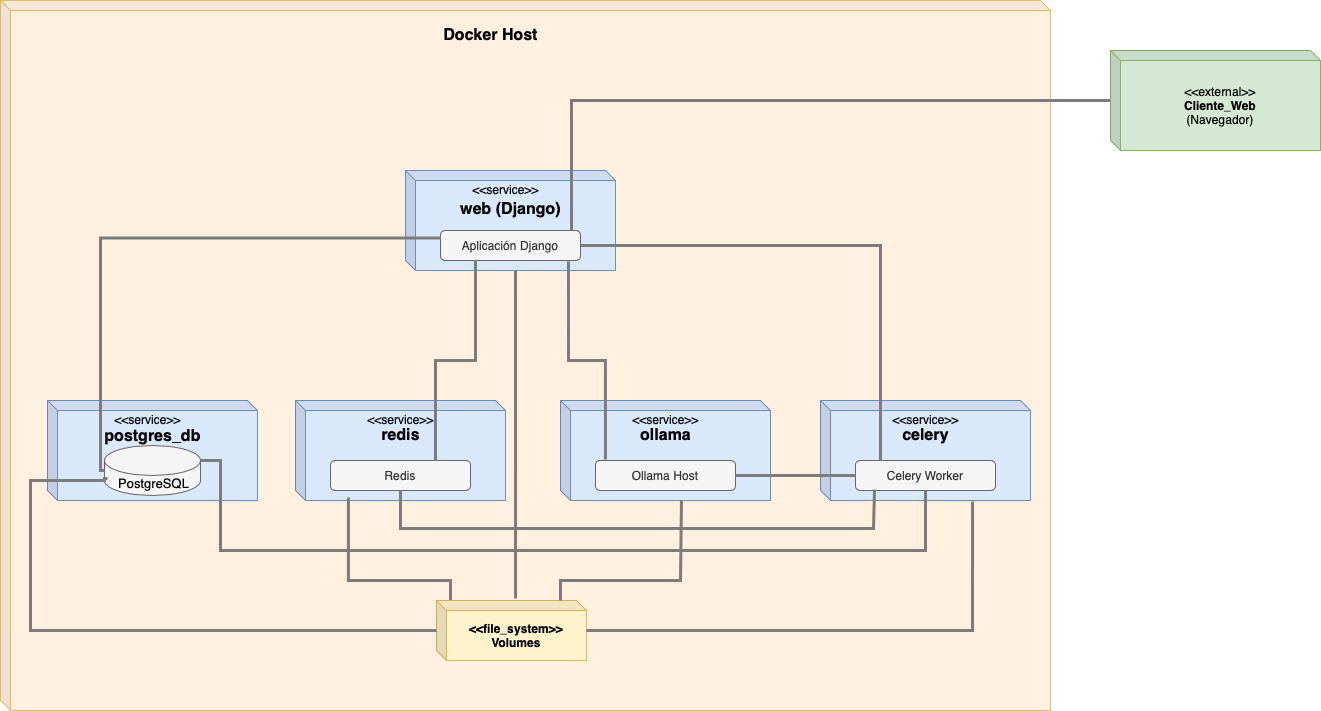 Docker Host
<<external>>
Cliente_Web
(Navegador)
<<service>>
web (Django)
Aplicación Django
<<service>>
postgres_db
PostgreSQL
<<service>>
redis
Redis
<<service>>
ollama
Ollama Host
<<service>>
celery
Celery Worker
<<file_system>>
Volumes